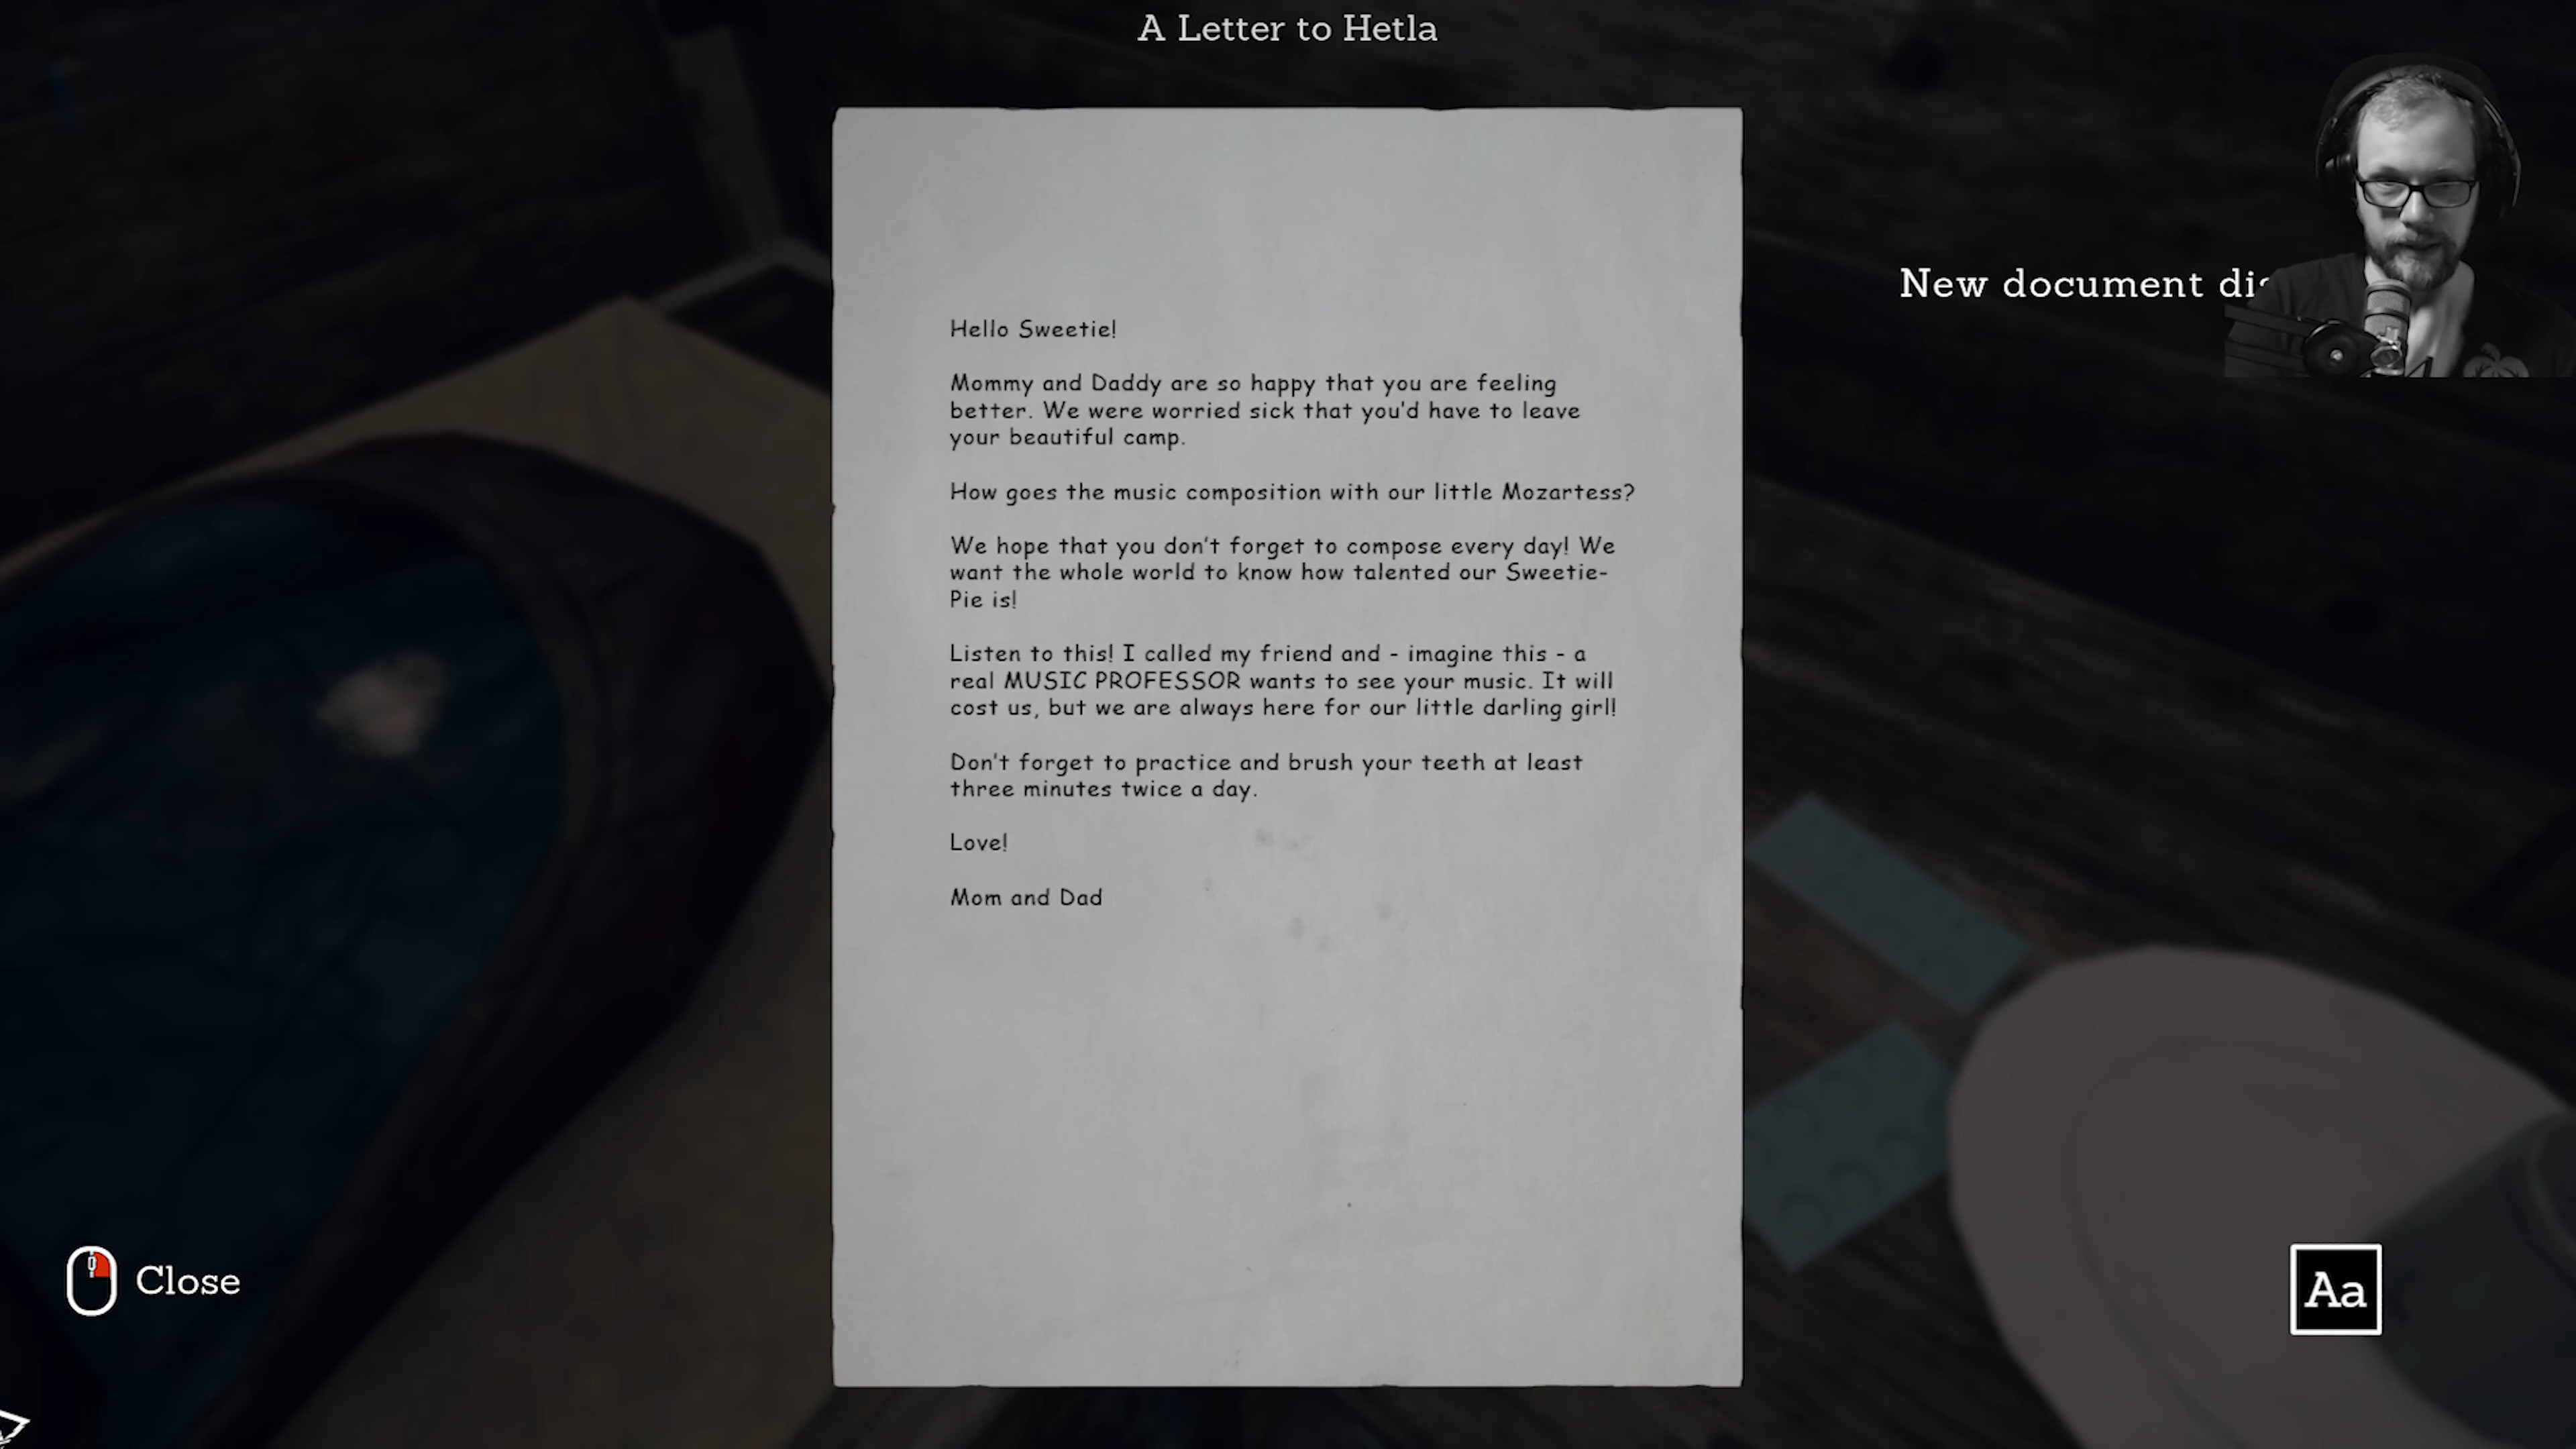 A Letter to Hetla
New document
Hello Sweetie!
Mommy and Daddy are so happy that you are feeling
better. We were worried sick that you'd have to leave
your beautiful camp.
How goes the music composition with our little Mozartess?
We hope that you don't forget to compose every day! We
want the whole world to know how talented our Sweetie-
Pie is!
Listen to this! I called my friend and - imagine this - a
real MUSIC PROFESSOR wants to see your music. It will
cost us, but we are always here for our little darling girl!
Don't forget to practice and brush your teeth at least
three minutes twice a day.
Love!
Mom and Dad
Close
Aa